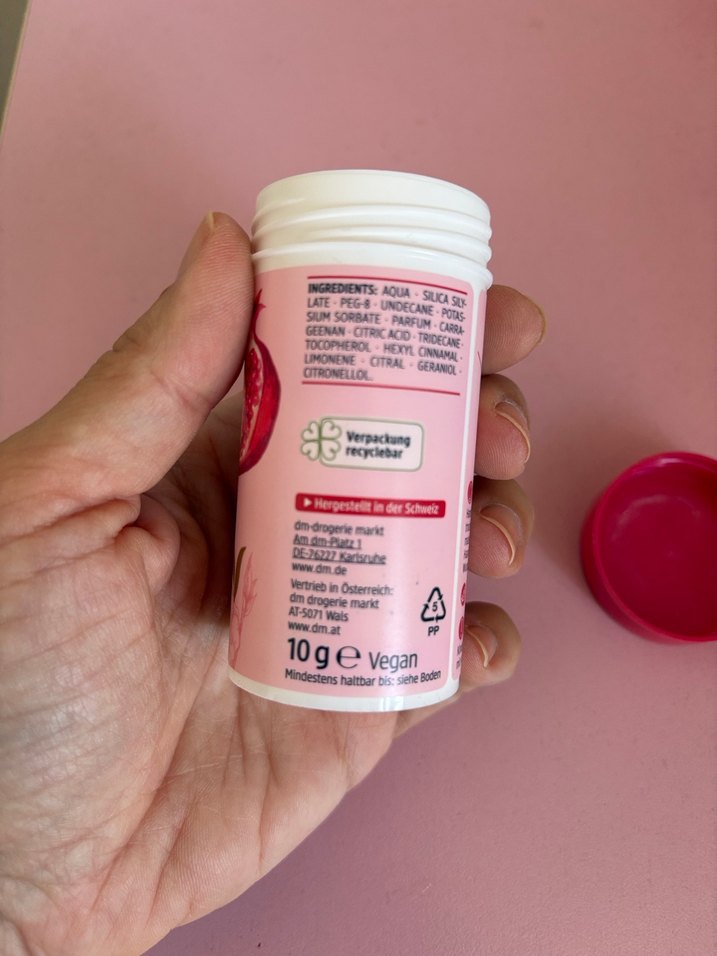 INGREDIENTS: AQUA · SILICA SILY-
LATE · PEG-8 · UNDECANE · POTAS-
SIUM SORBATE · PARFUM · CARRA-
GEENAN · CITRIC ACID · TRIDECANE ·
TOCOPHEROL · HEXYL CINNAMAL ·
LIMONENE · CITRAL · GERANIOL ·
CITRONELLOL.
Verpackung
recyclebar
Hergestellt in der Schweiz
dm-drogerie markt
Am dm-Platz 1
DE-76227 Karlsruhe
www.dm.de
Vertrieb in Österreich:
dm drogerie markt
AT-5071 Wals
www.dm.at
5
PP
10 g ℮ Vegan
Mindestens haltbar bis: siehe Boden